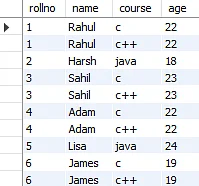 rollno name course age
1 Rahul c 22
1 Rahul c++ 22
2 Harsh java 18
3 Sahil c 23
3 Sahil c++ 23
4 Adam c 22
4 Adam c++ 22
5 Lisa java 24
6 James c 19
6 James c++ 19